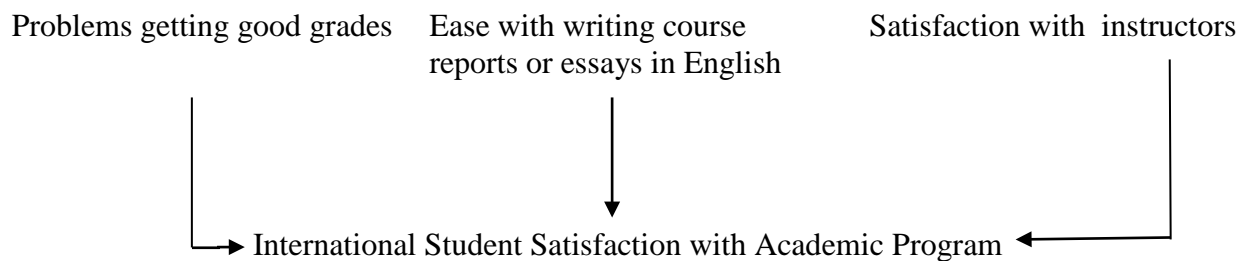 Problems getting good grades
Ease with writing course
reports or essays in English
Satisfaction with instructors
International Student Satisfaction with Academic Program